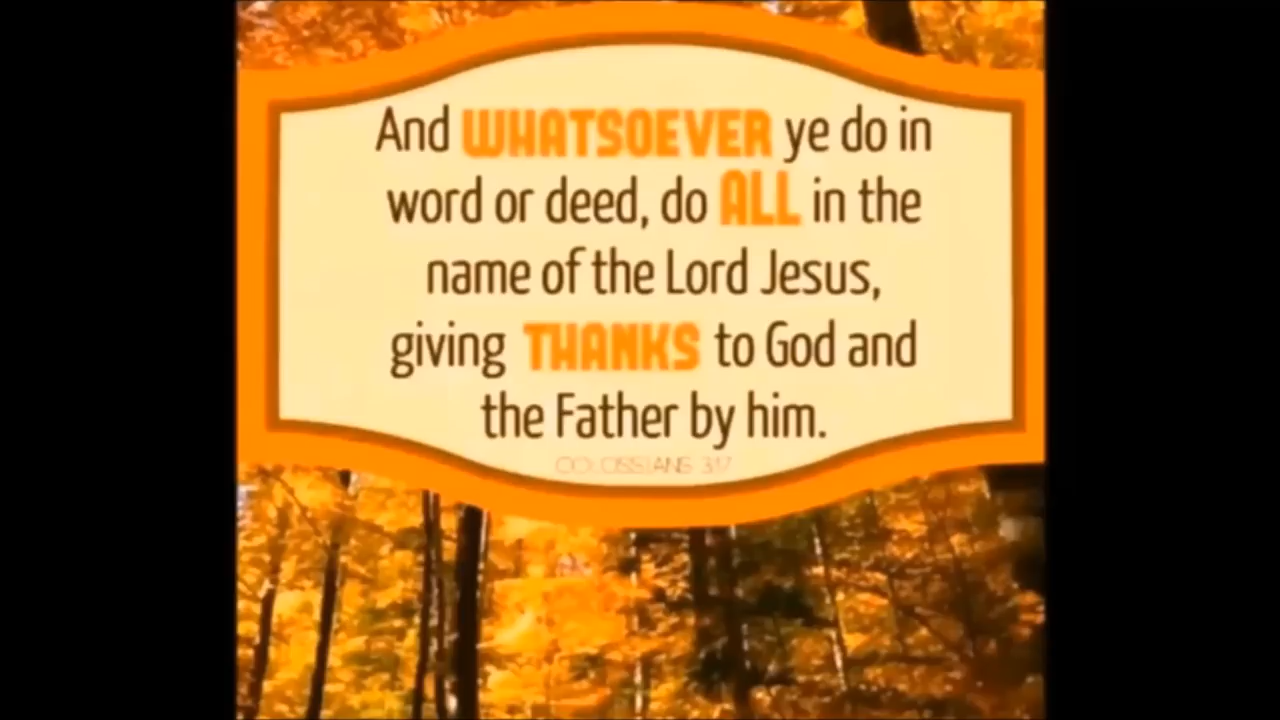 And WHATSOEVER ye do in
word or deed, do ALL in the
name of the Lord Jesus,
giving THANKS to God and
the Father by him.
COLOSSIANS 3:17